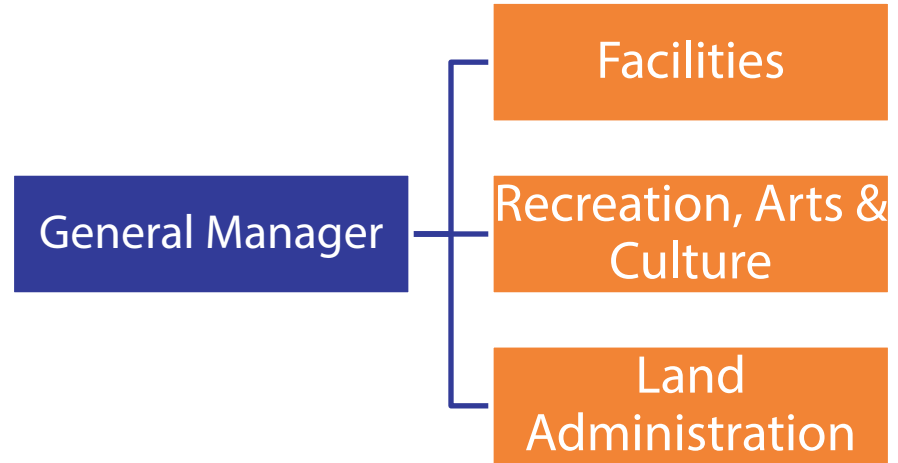 Facilities
General Manager
Recreation, Arts &
Culture
Land
Administration